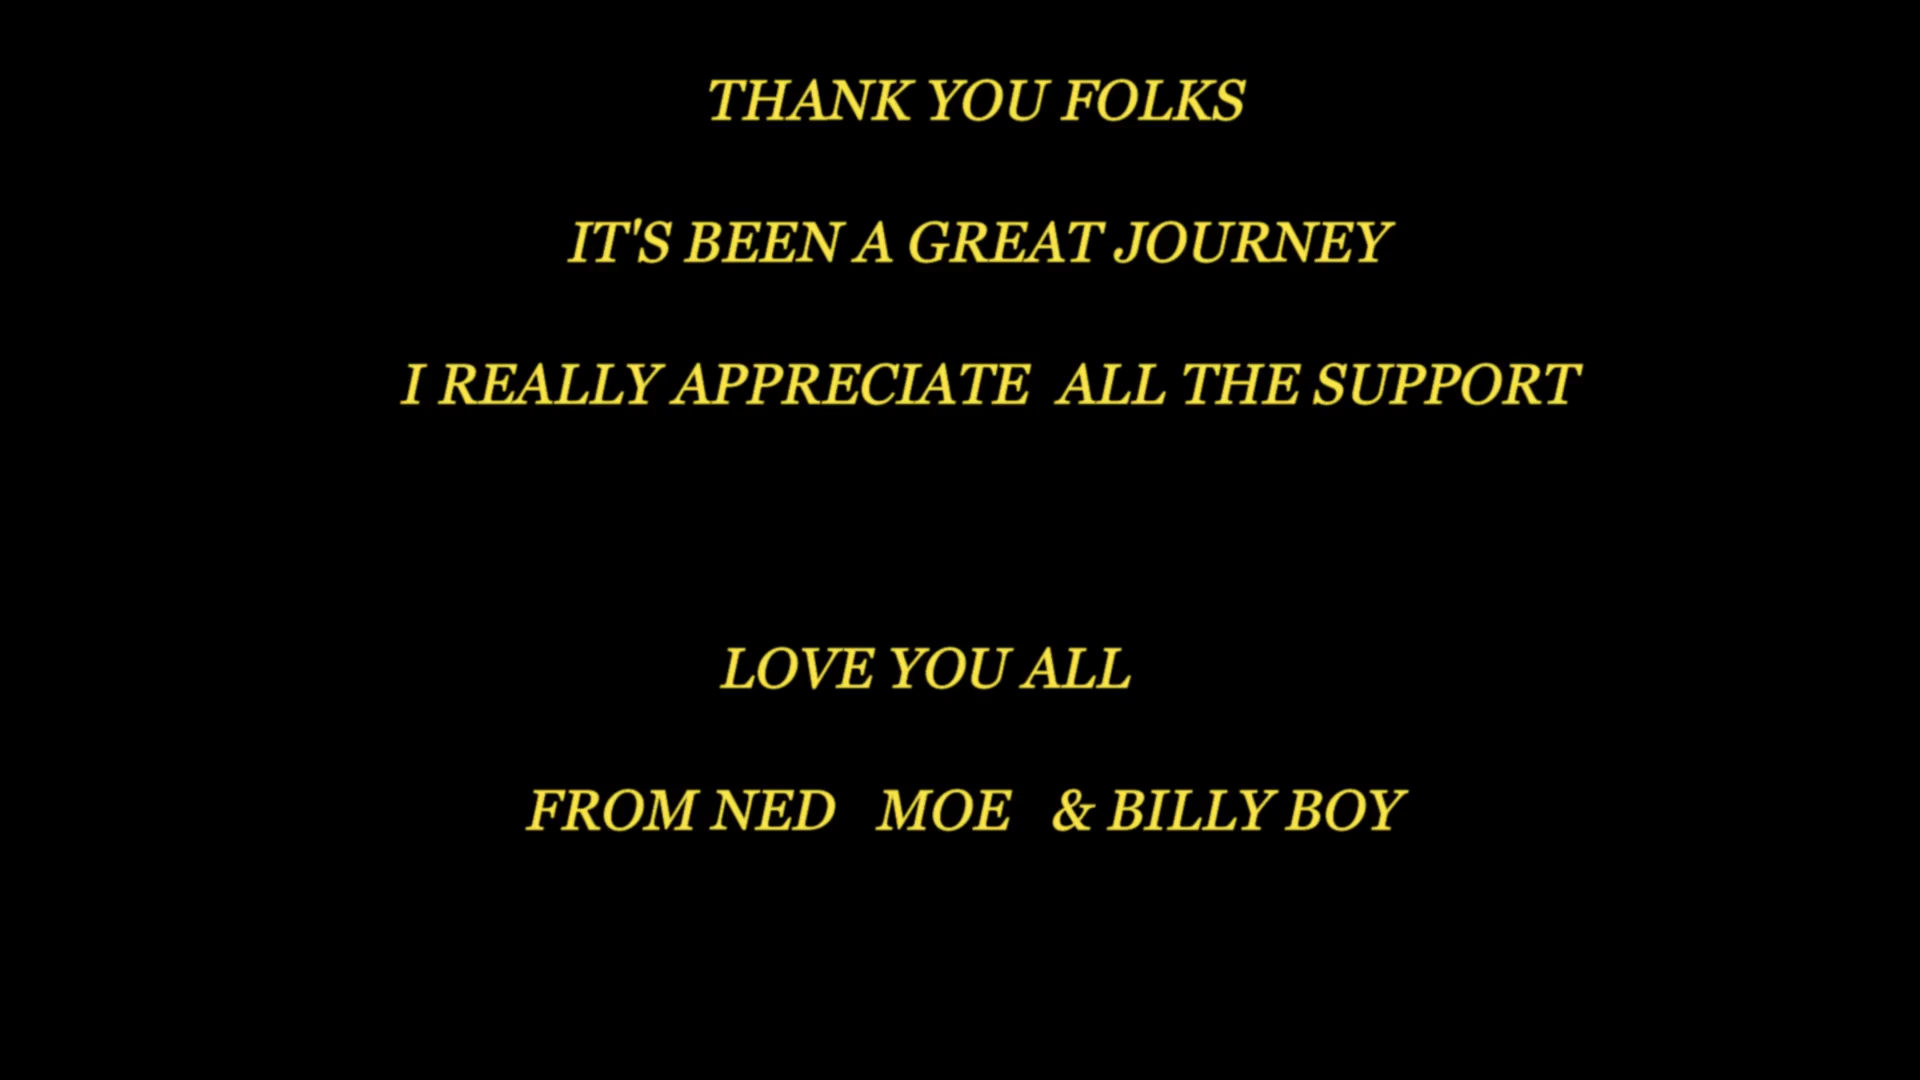 THANK YOU FOLKS
IT'S BEEN A GREAT JOURNEY
I REALLY APPRECIATE  ALL THE SUPPORT
LOVE YOU ALL
FROM NED   MOE   & BILLY BOY